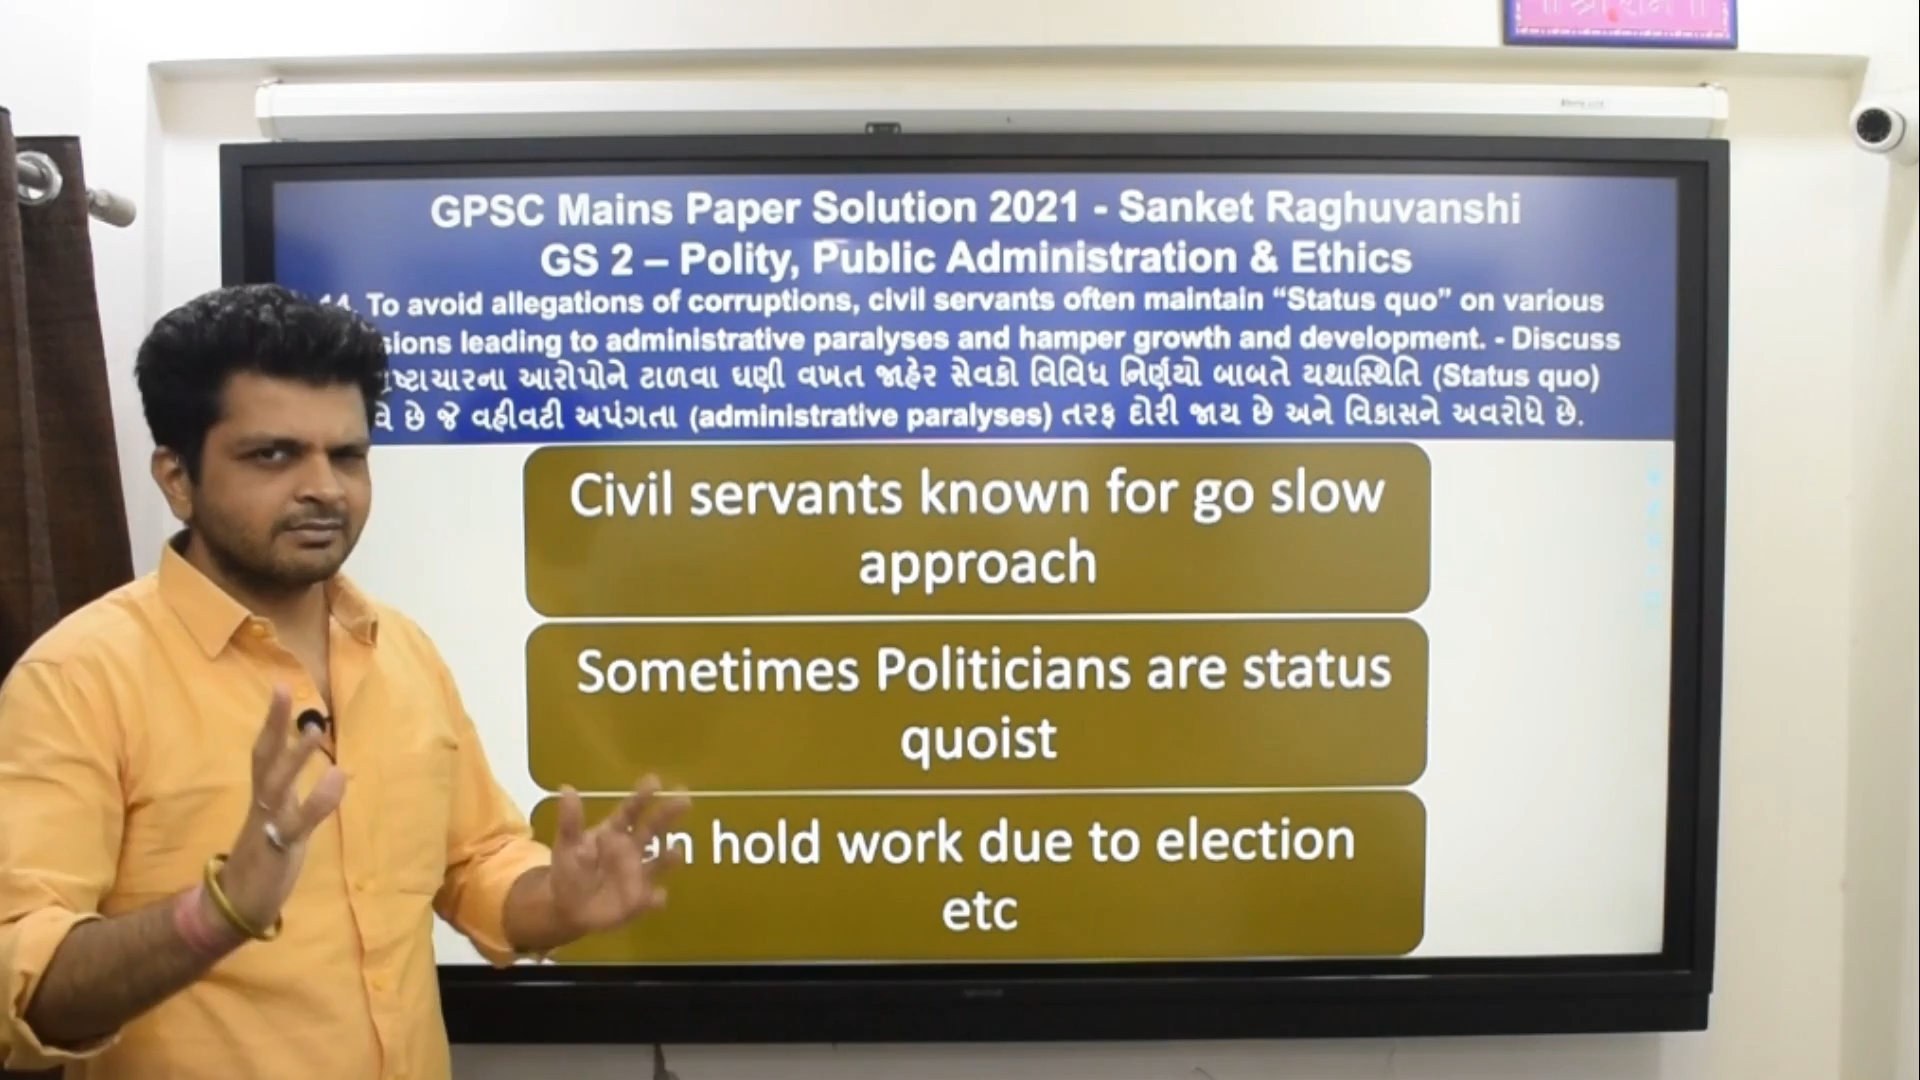 ॥ શ્રી રામ ॥
GPSC Mains Paper Solution 2021 - Sanket Raghuvanshi
GS 2 – Polity, Public Administration & Ethics
14. To avoid allegations of corruptions, civil servants often maintain “Status quo” on various
leading to administrative paralyses and hamper growth and development. - Discuss
આરોપોને ટાળવા ઘણી વખત જાહેર સેવકો વિવિધ નિર્ણયો બાબતે યથાસ્થિતિ (Status quo)
છે જે વહીવટી અપંગતા (administrative paralyses) તરફ દોરી જાય છે અને વિકાસને અવરોધે છે.
Civil servants known for go slow
approach
Sometimes Politicians are status
quoist
hold work due to election
etc